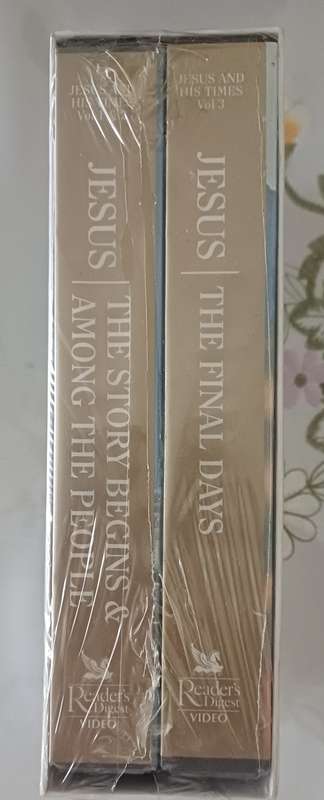 JESUS AND
HIS TIMES
Vol
JESUS | THE STORY BEGINS &
AMONG THE PEOPLE
Reader's
Digest
VIDEO
JESUS AND
HIS TIMES
Vol 3
JESUS | THE FINAL DAYS
Reader's
Digest
VIDEO